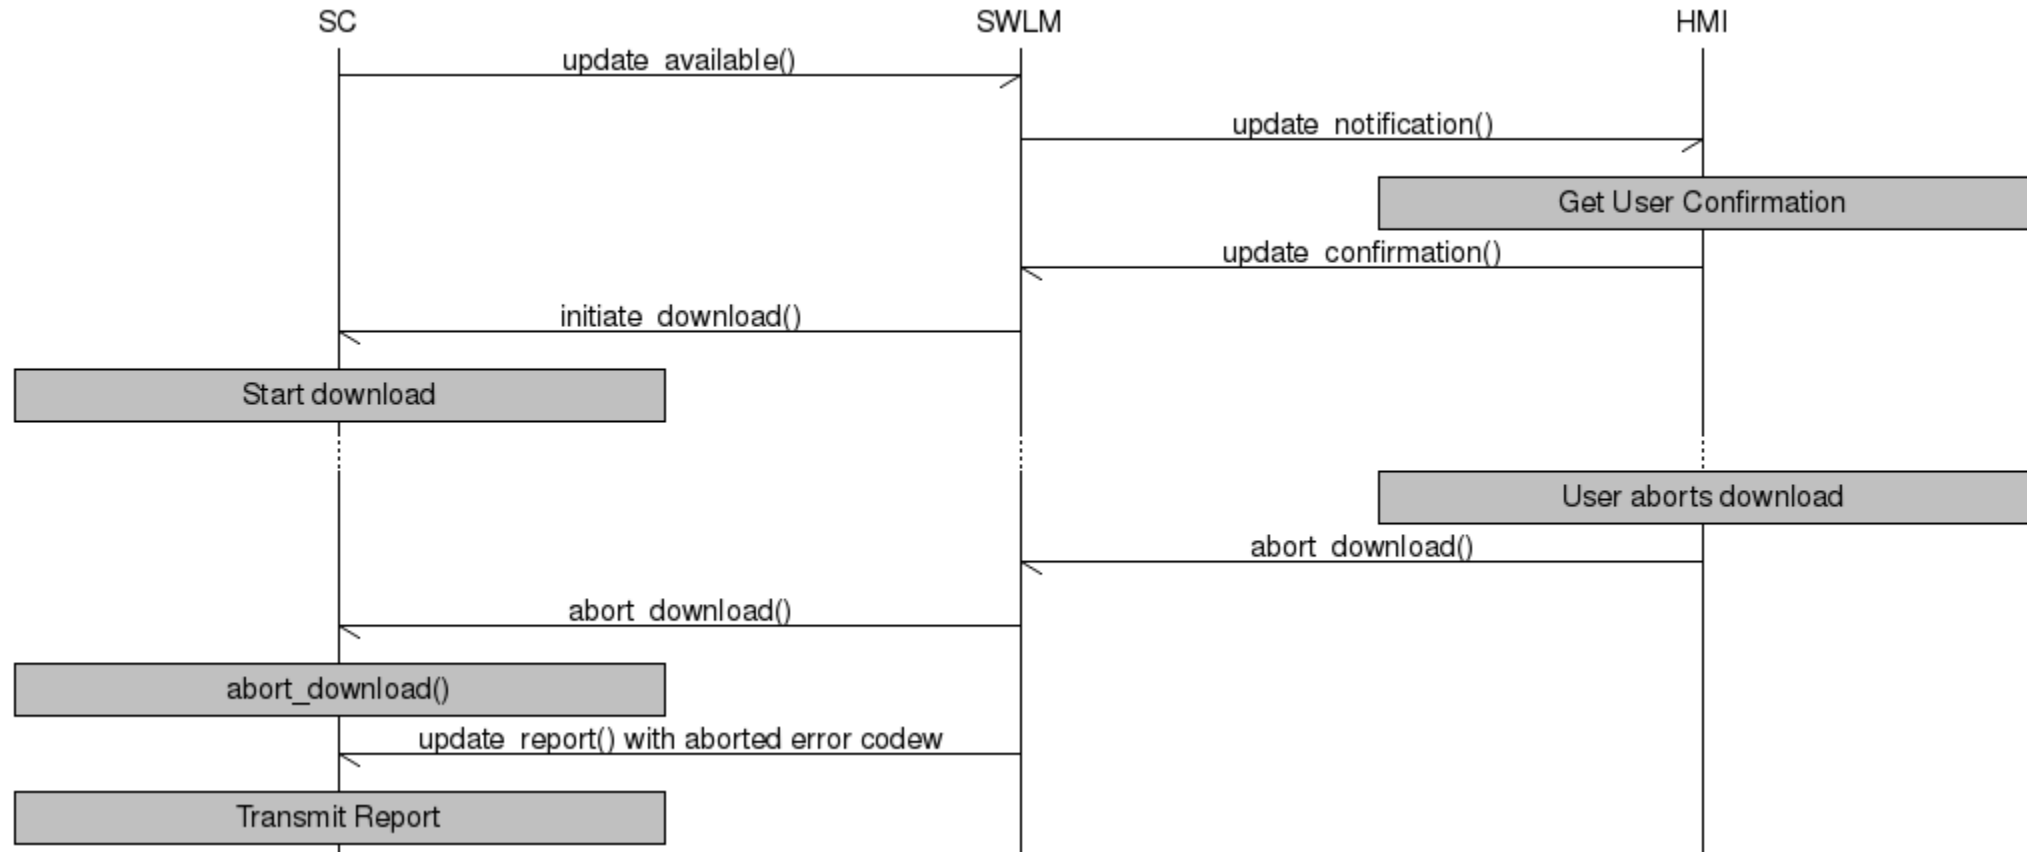 SC SWLM HMI
update_available()
update_notification()
Get User Confirmation
update_confirmation()
initiate_download()
Start download
User aborts download
abort_download()
abort_download()
abort_download()
update_report() with aborted error codew
Transmit Report